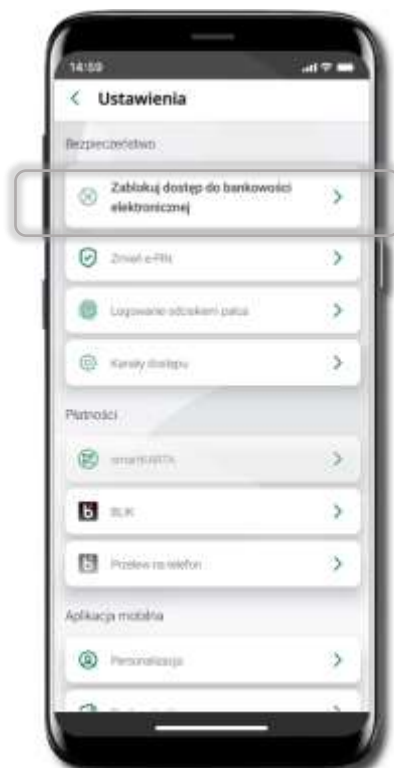 14:59
Ustawienia
Bezpieczeństwo
Zablokuj dostęp do bankowości
elektronicznej
Zmień e-PIN
Logowanie odciskiem palca
Kanały dostępu
Płatności
smartKARTA
BLIK
Przelew na telefon
Aplikacja mobilna
Personalizacja